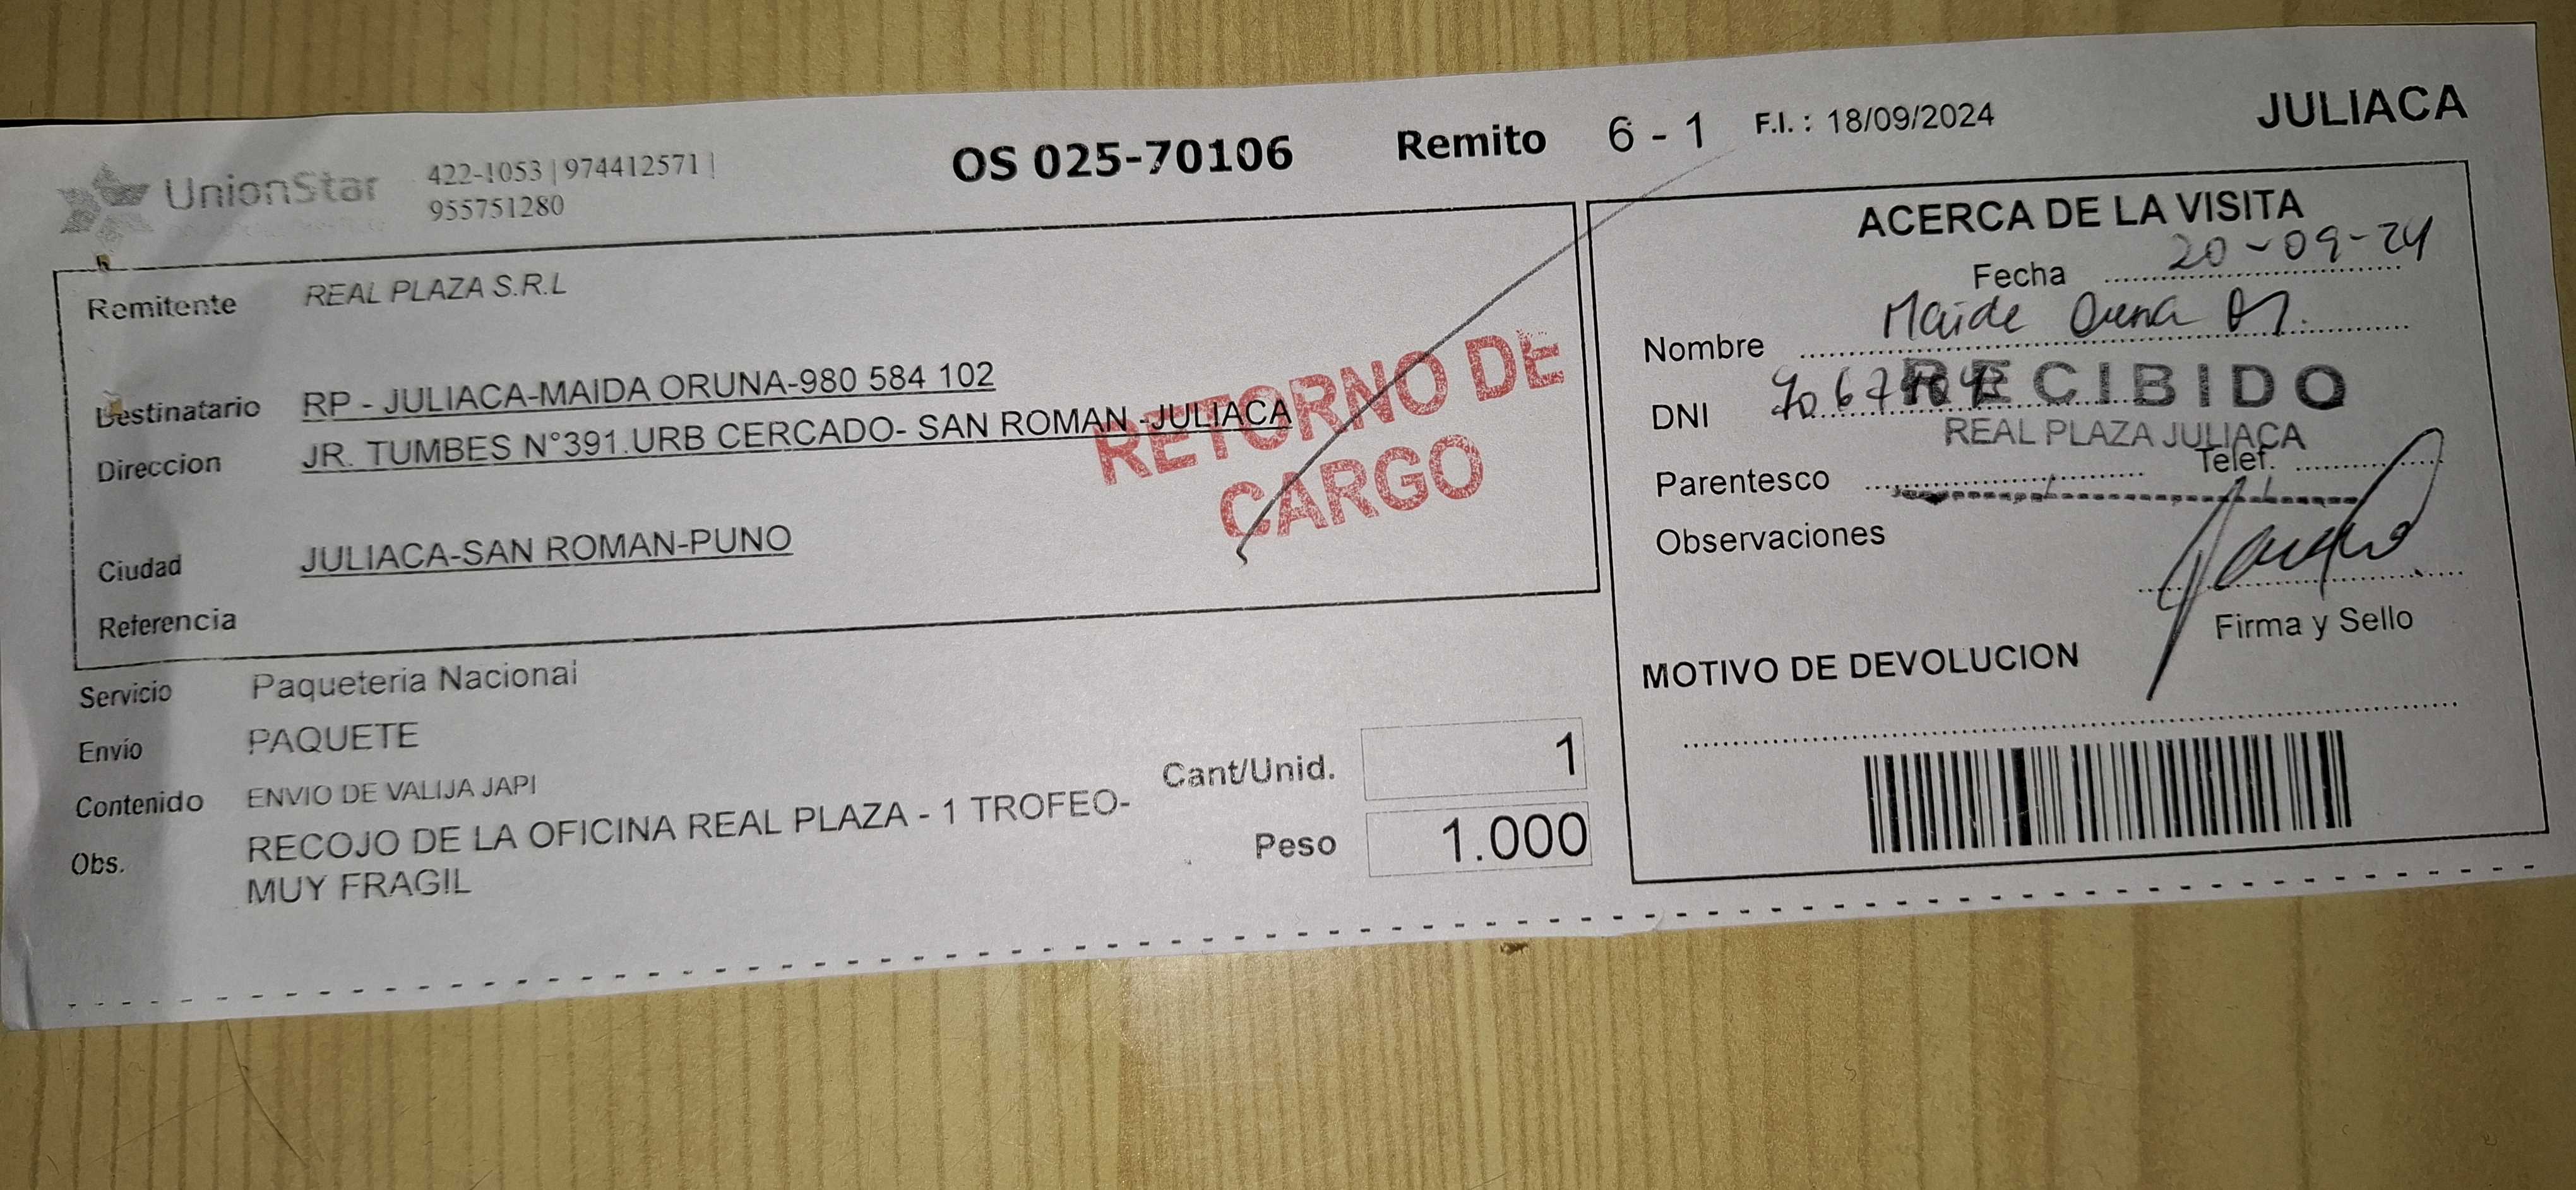 UnionStar
422-1053 | 974412571 |
955751280
OS 025-70106 Remito 6 - 1 F.I. : 18/09/2024 JULIACA
Remitente REAL PLAZA S.R.L
Destinatario RP - JULIACA-MAIDA ORUNA-980 584 102
Direccion JR. TUMBES N°391.URB CERCADO- SAN ROMAN -JULIACA
Ciudad JULIACA-SAN ROMAN-PUNO
Referencia
RETORNO DE
CARGO
Servicio Paqueteria Nacional
Envio PAQUETE
Contenido ENVIO DE VALIJA JAPI
Obs. RECOJO DE LA OFICINA REAL PLAZA - 1 TROFEO-
MUY FRAGIL
Cant/Unid. 1
Peso 1.000
ACERCA DE LA VISITA
Fecha 20-09-24
Nombre Maide Oruna
DNI
RECIBIDO
REAL PLAZA JULIACA
Parentesco Telef.
Observaciones
Firma y Sello
MOTIVO DE DEVOLUCION